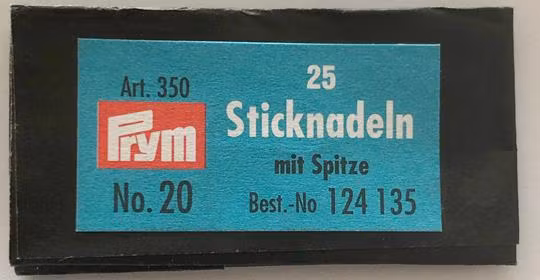 Art. 350
Prym
No. 20
25
Sticknadeln
mit Spitze
Best.-No 124 135